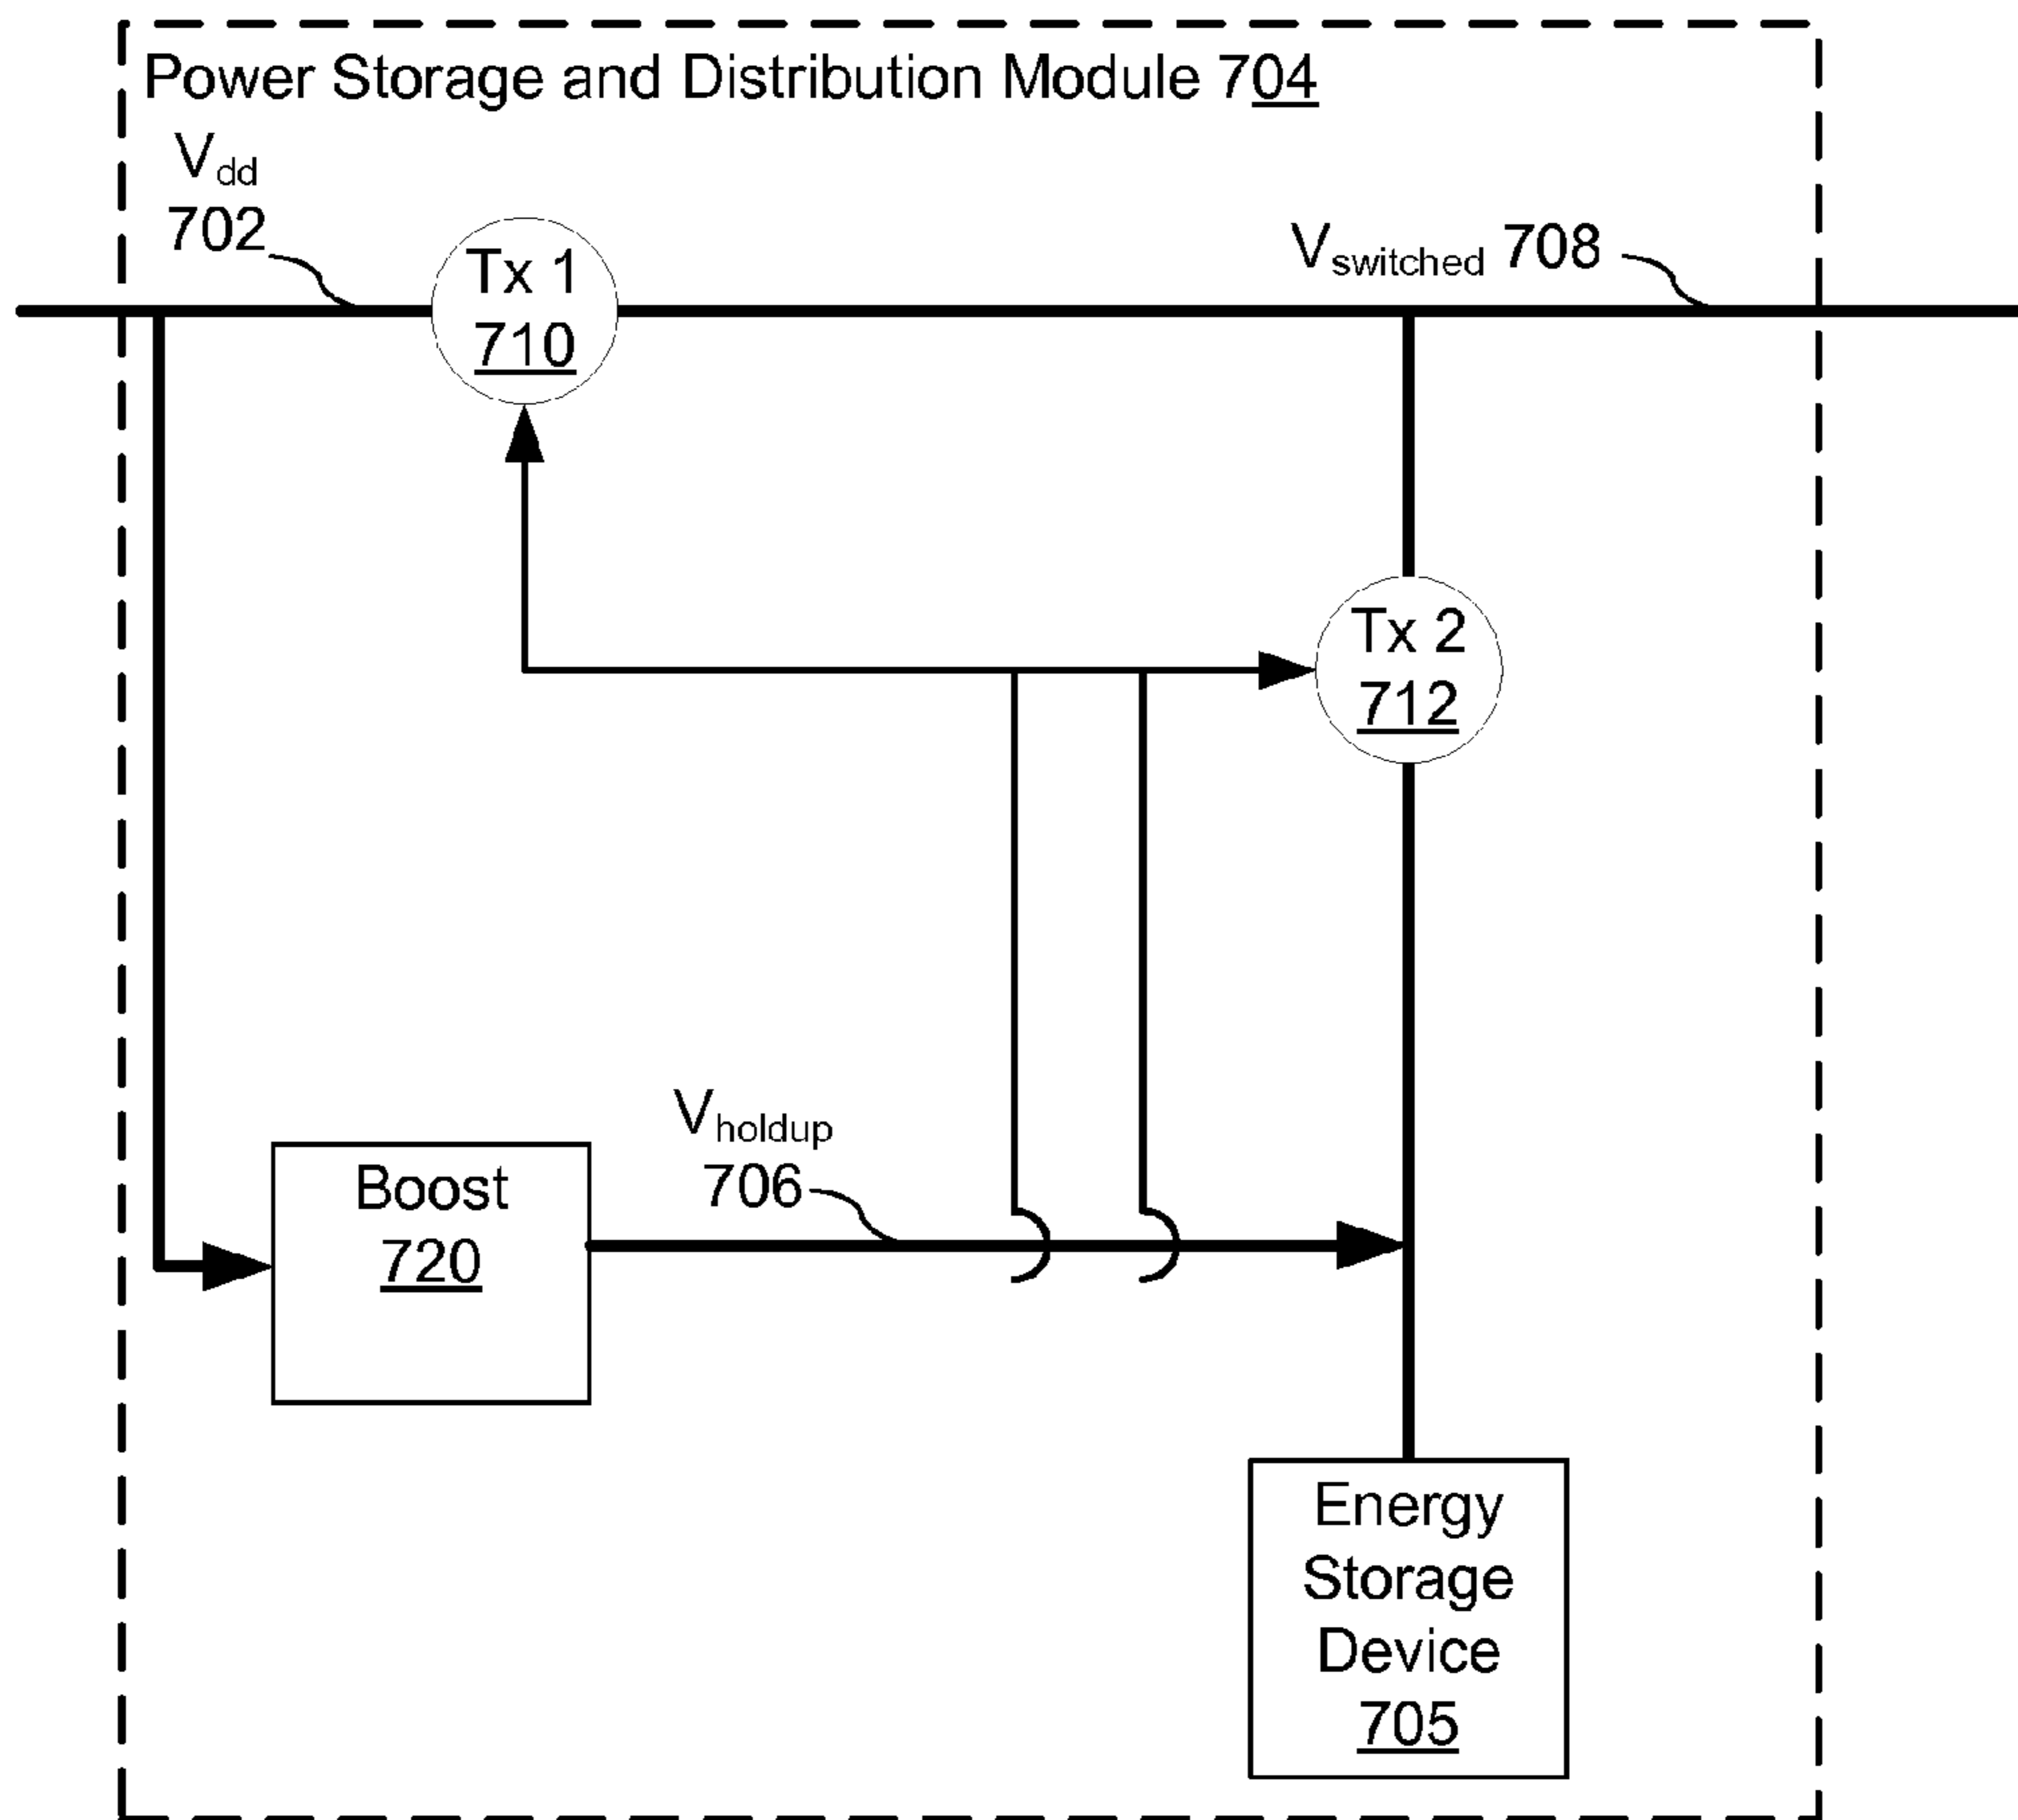 Power Storage and Distribution Module 704
Vdd
702
Tx 1
710
Vswitched 708
Tx 2
712
Vholdup
706
Boost
720
Energy
Storage
Device
705